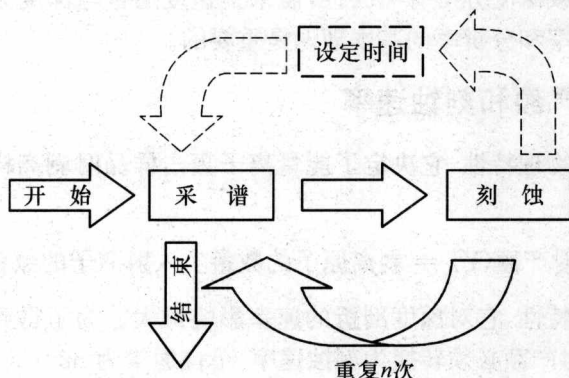 设定时间
开 始
采 谱
刻 蚀
结 束
重复n次